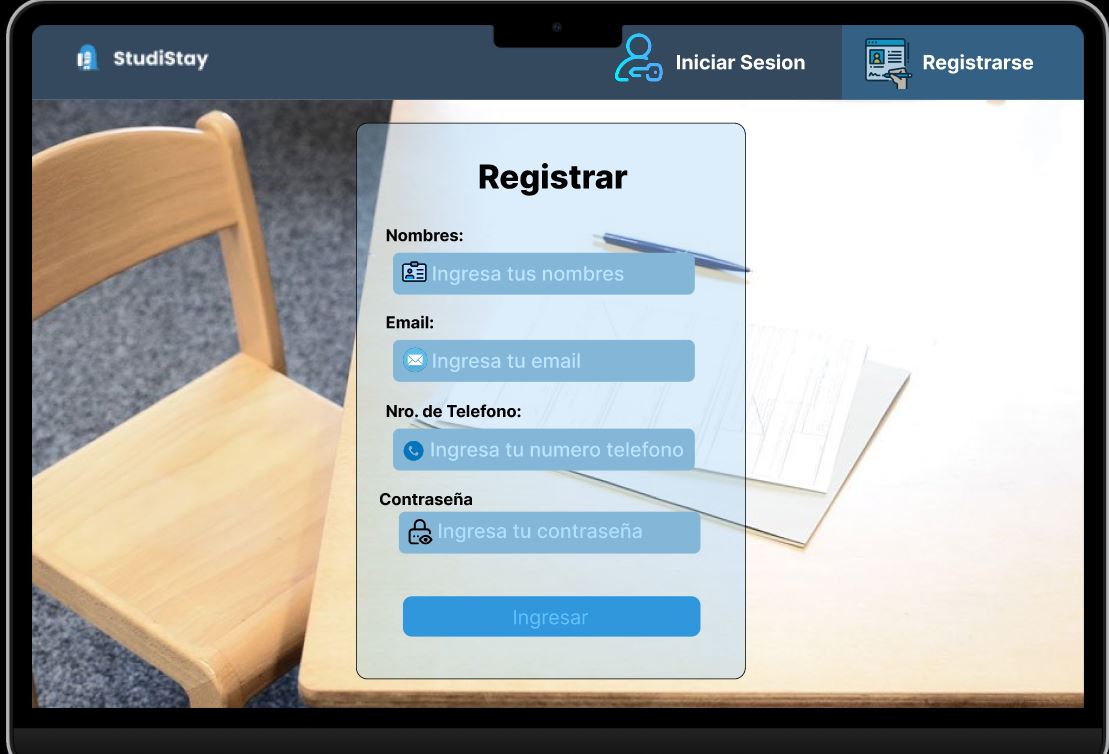 StudiStay
Iniciar Sesion
Registrarse
Registrar
Nombres:
Ingresa tus nombres
Email:
Ingresa tu email
Nro. de Telefono:
Ingresa tu numero telefono
Contraseña
Ingresa tu contraseña
Ingresar